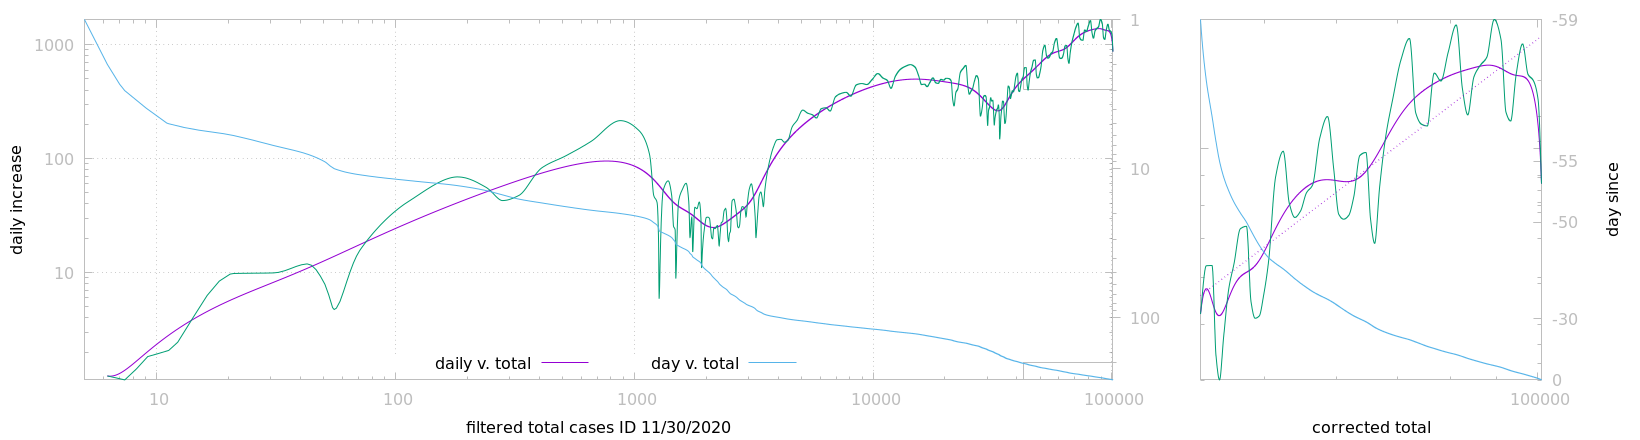 1000
100
10
daily increase
1
10
100
daily v. total
day v. total
10
100
1000
10000
100000
filtered total cases ID 11/30/2020
-59
-55
-50
-30
0
day since
100000
corrected total